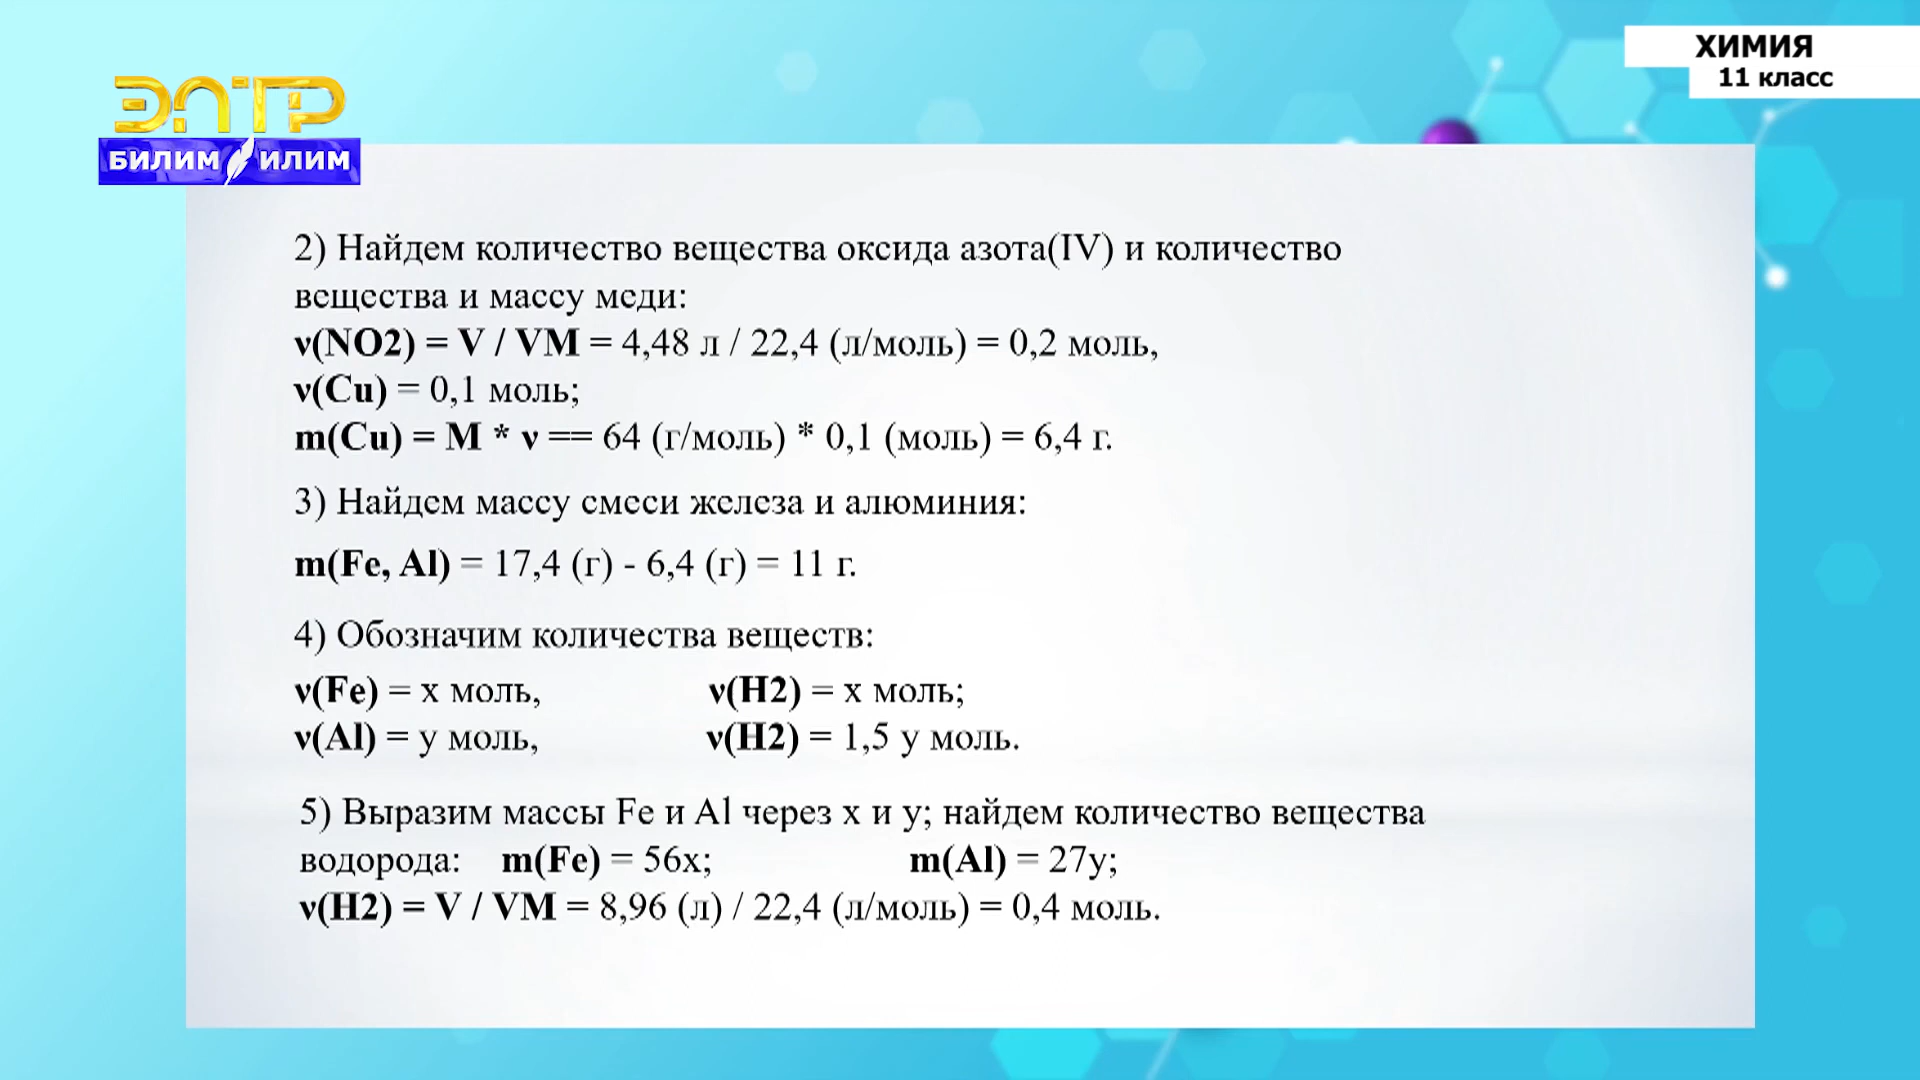 ХИМИЯ
11 класс
ЭЛТР
БИЛИМ ИЛИМ
2) Найдем количество вещества оксида азота(IV) и количество
вещества и массу меди:
ν(NO2) = V / VM = 4,48 л / 22,4 (л/моль) = 0,2 моль,
ν(Cu) = 0,1 моль;
m(Cu) = M * ν == 64 (г/моль) * 0,1 (моль) = 6,4 г.
3) Найдем массу смеси железа и алюминия:
m(Fe, Al) = 17,4 (г) - 6,4 (г) = 11 г.
4) Обозначим количества веществ:
ν(Fe) = x моль, ν(H2) = x моль;
ν(Al) = y моль, ν(H2) = 1,5 y моль.
5) Выразим массы Fe и Al через x и y; найдем количество вещества
водорода: m(Fe) = 56x; m(Al) = 27y;
ν(H2) = V / VM = 8,96 (л) / 22,4 (л/моль) = 0,4 моль.